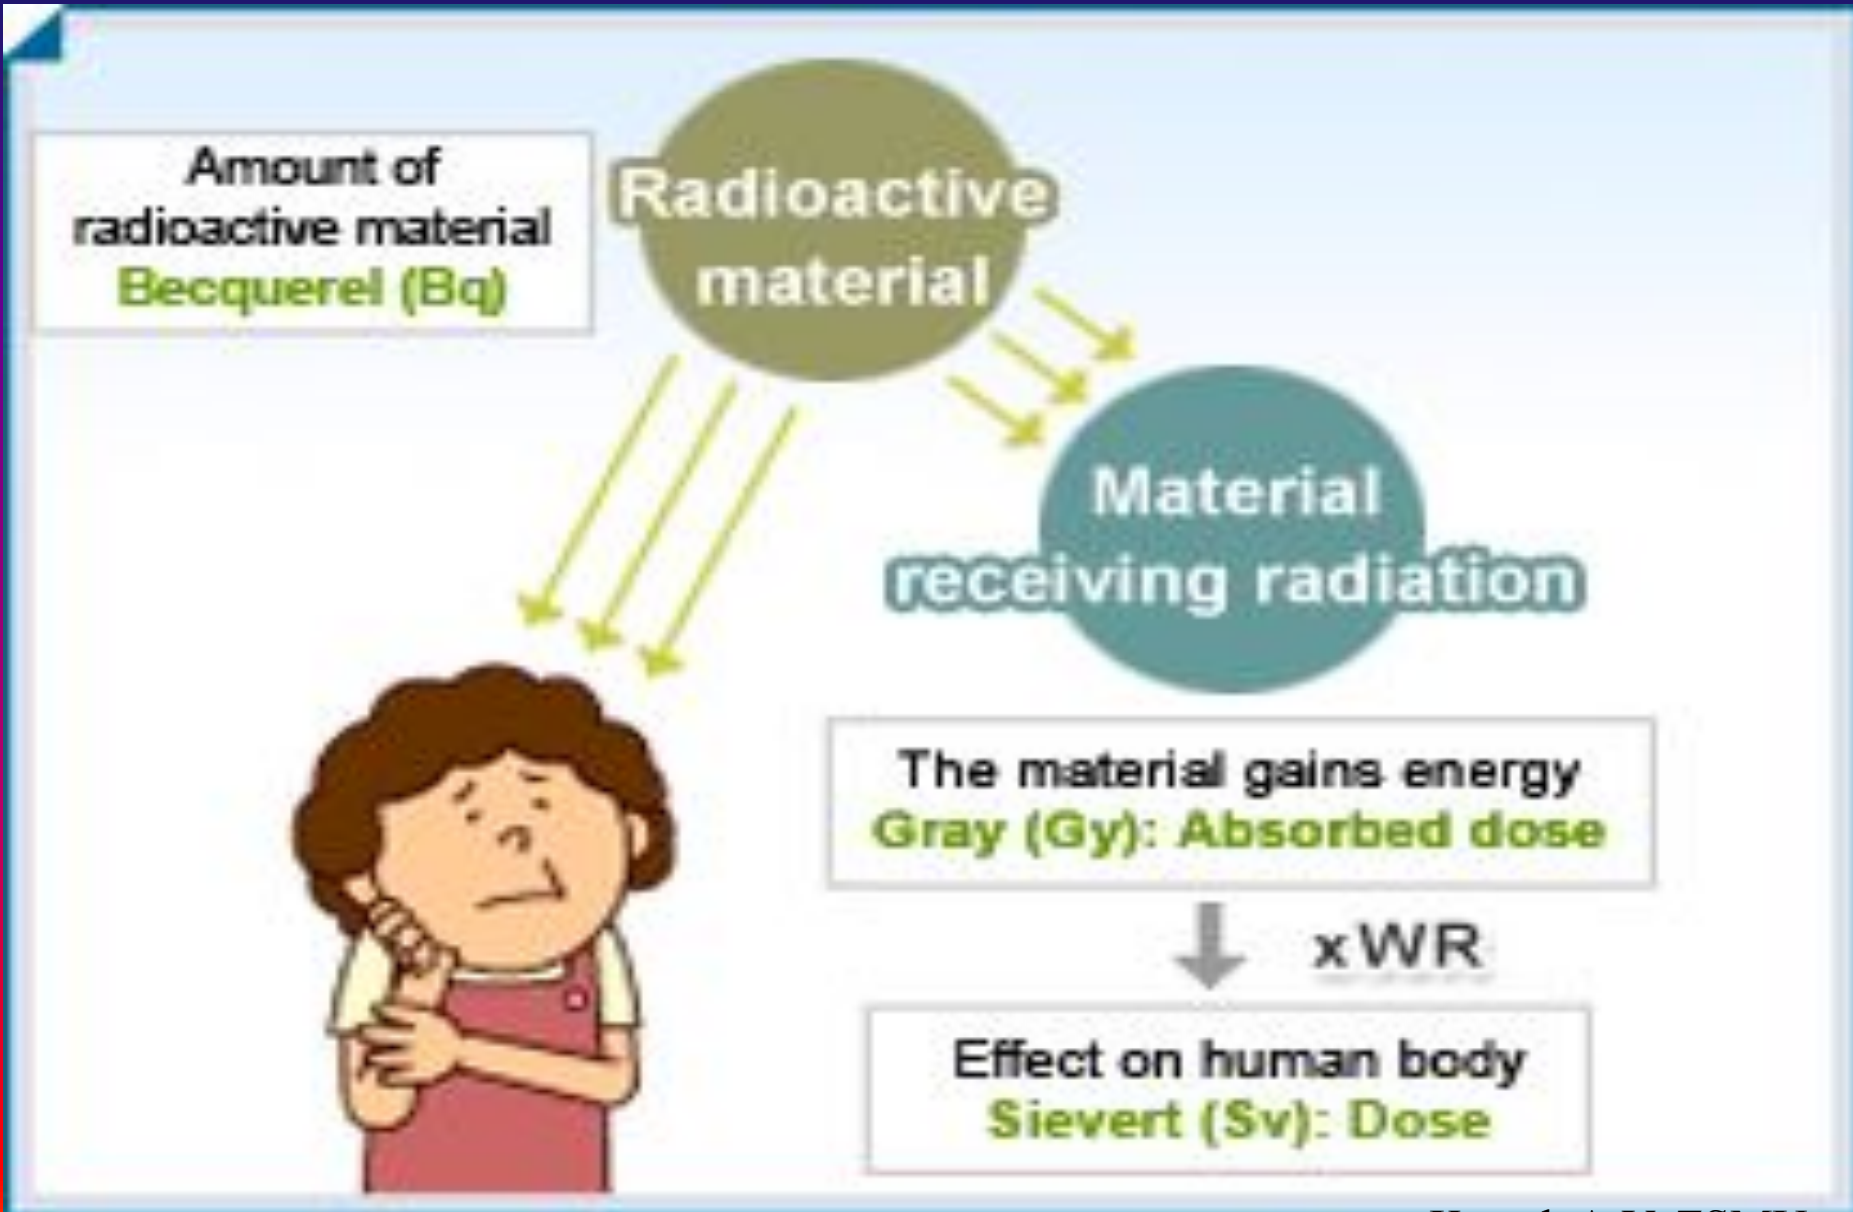 Amount of
radioactive material
Becquerel (Bq)
Radioactive
material
Material
receiving radiation
The material gains energy
Gray (Gy): Absorbed dose
xWR
Effect on human body
Sievert (Sv): Dose